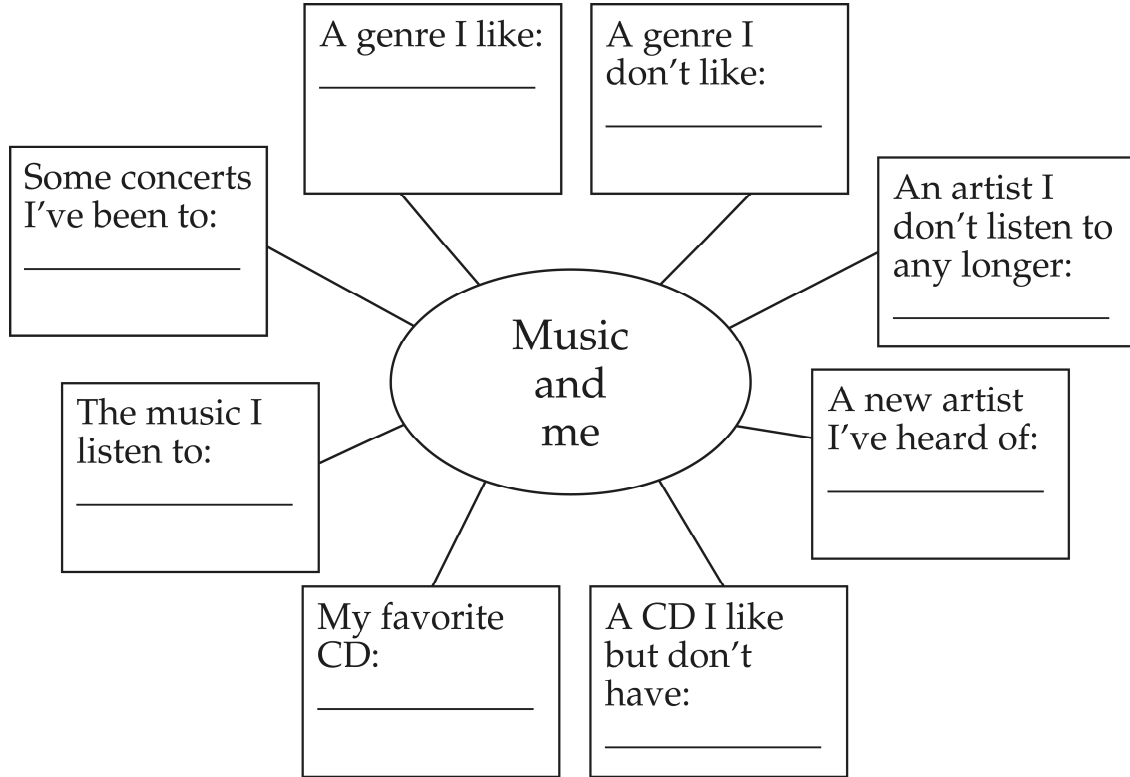 A genre I like:
A genre I
don't like:
Some concerts
I've been to:
An artist I
don't listen to
any longer:
Music
and
me
The music I
listen to:
A new artist
I've heard of:
My favorite
CD:
A CD I like
but don't
have: